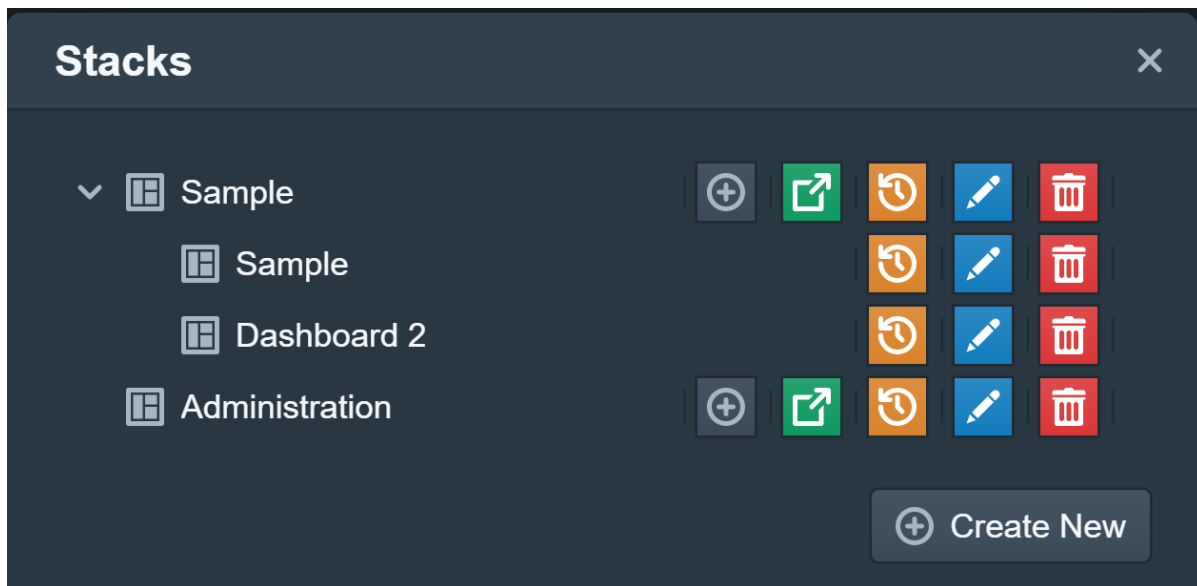 Stacks
Sample
Sample
Dashboard 2
Administration
Create New